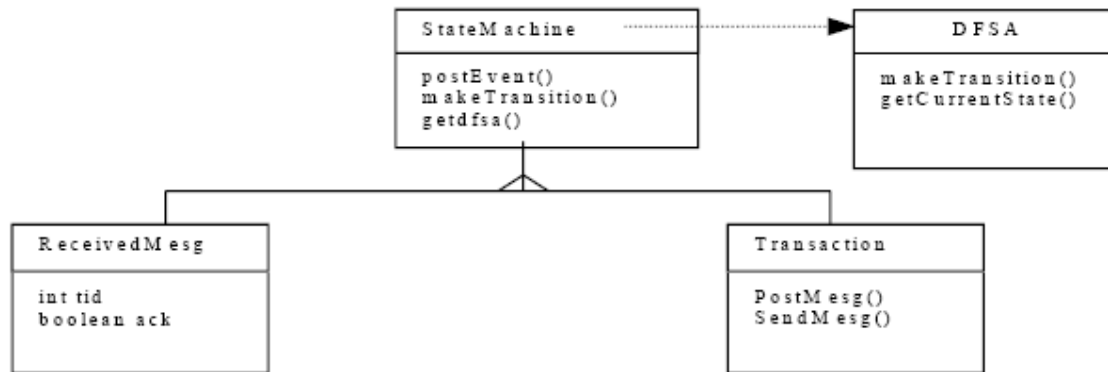 StateMachine
postEvent()
makeTransition()
getdfsa()
DFSA
makeTransition()
getCurrentState()
ReceivedMesg
int tid
boolean ack
Transaction
PostMesg()
SendMesg()